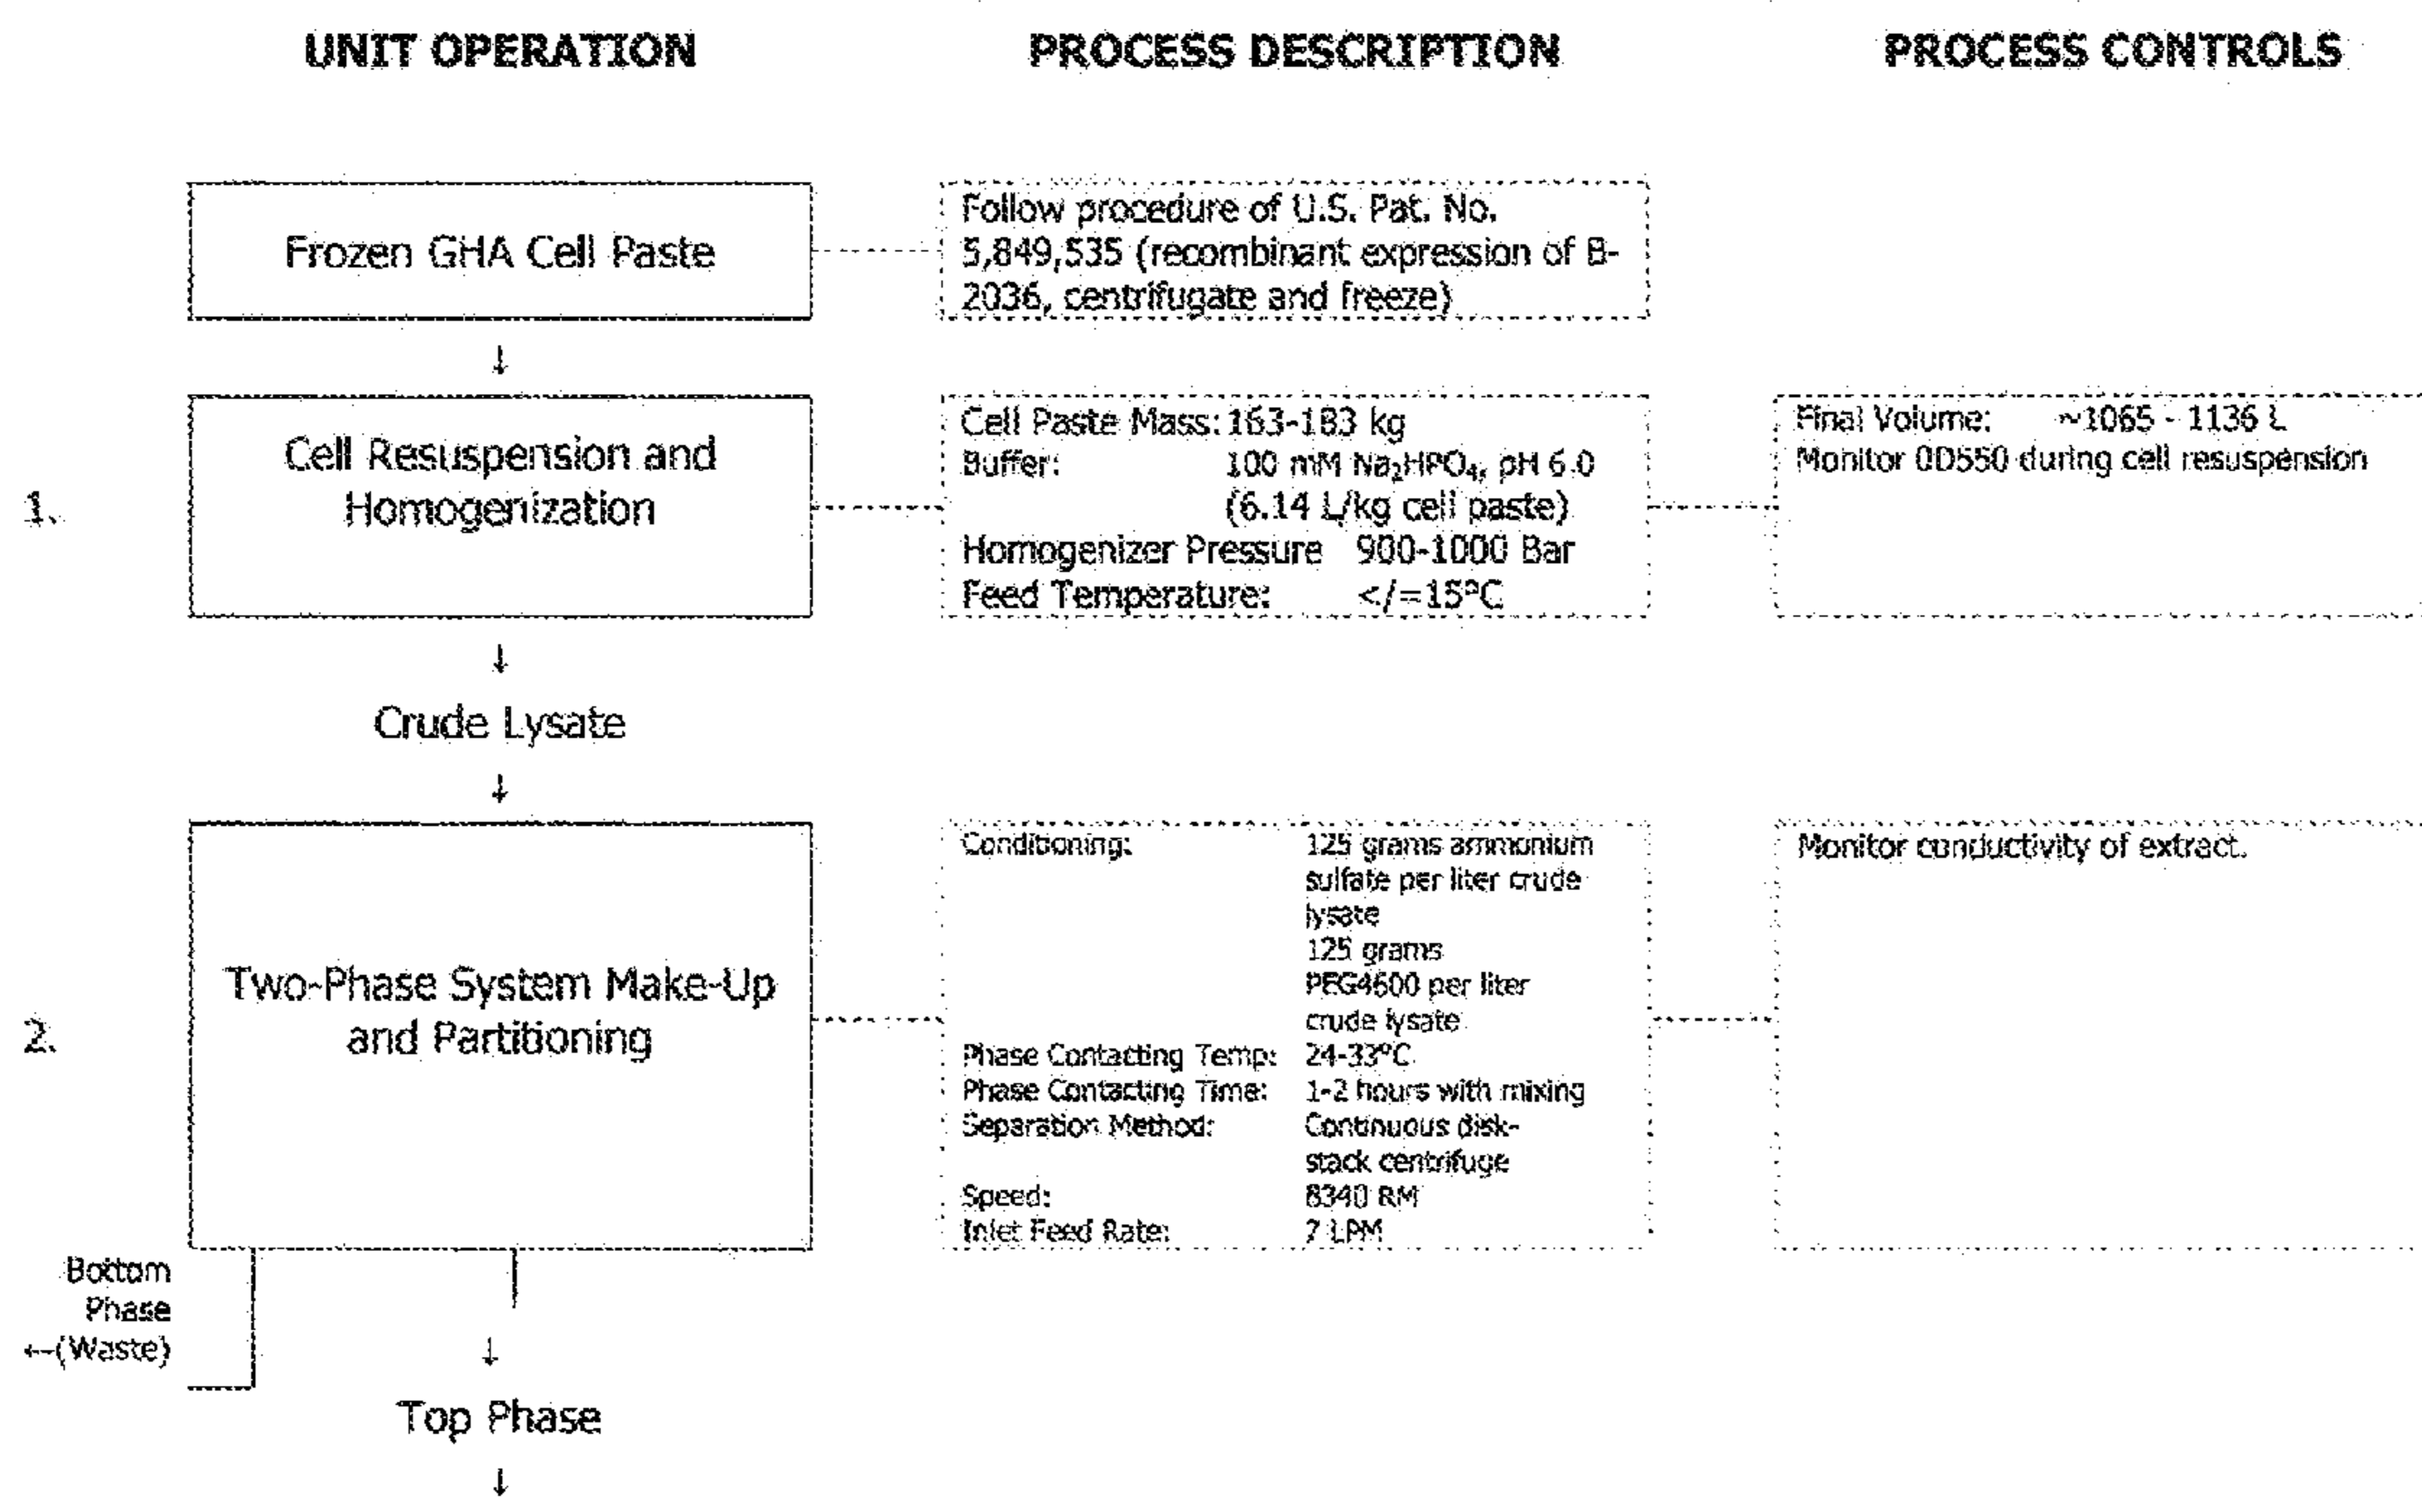 UNIT OPERATION
PROCESS DESCRIPTION
PROCESS CONTROLS
Frozen GHA Cell Paste
Follow procedure of U.S. Pat. No.
5,849,535 (recombinant expression of B-
2036, centrifugate and freeze)
↓
1.
Cell Resuspension and
Homogenization
Cell Paste Mass: 163-183 kg
Buffer: 100 mM Na₂HPO₄, pH 6.0
(6.14 L/kg cell paste)
Homogenizer Pressure 900-1000 Bar
Feed Temperature: </=15°C
Final Volume: ~1065 - 1136 L
Monitor OD550 during cell resuspension
↓
Crude Lysate
↓
2.
Two-Phase System Make-Up
and Partitioning
Conditioning: 125 grams ammonium
sulfate per liter crude
lysate
125 grams
PEG4600 per liter
crude lysate
Phase Contacting Temp: 24-33°C
Phase Contacting Time: 1-2 hours with mixing
Separation Method: Continuous disk-
stack centrifuge
Speed: 8340 RM
Inlet Feed Rate: 7 LPM
Monitor conductivity of extract.
Bottom
Phase
←(Waste)
↓
Top Phase
↓